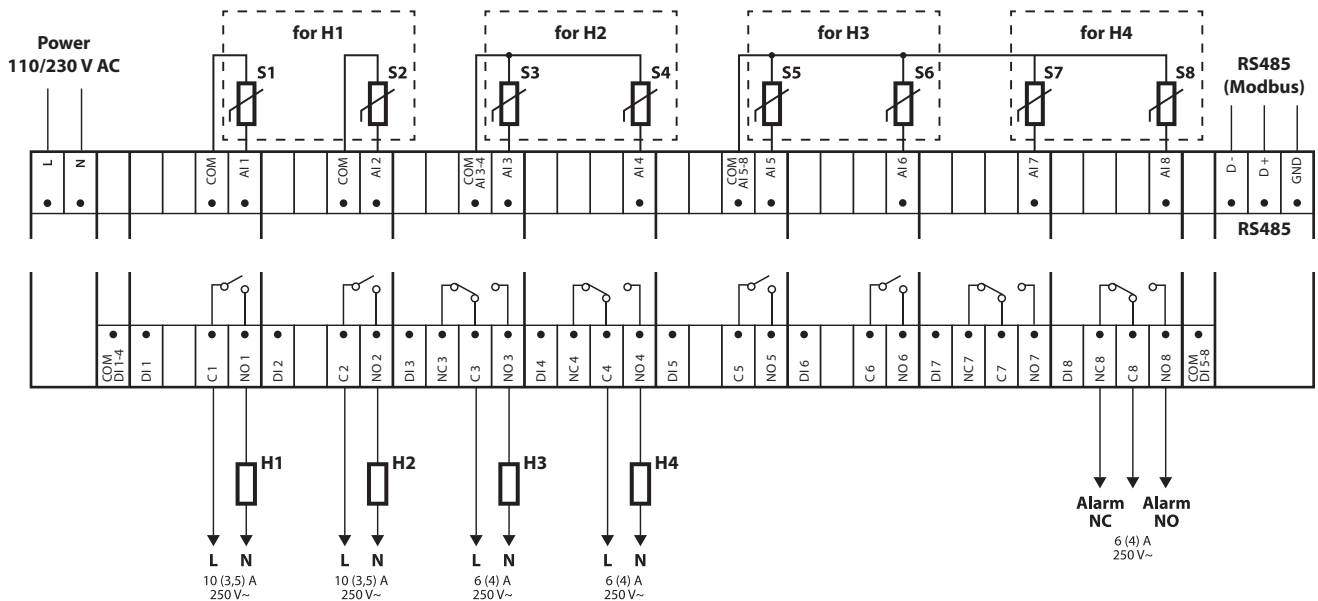 for H1
for H2
for H3
for H4
Power
110/230 V AC
RS485
(Modbus)
S1
S2
S3
S4
S5
S6
S7
S8
L
N
COM
AI 1
COM
AI 2
COM
AI 3-4
AI 3
AI 4
COM
AI 5-8
AI 5
AI 6
AI 7
AI 8
D -
D +
GND
RS485
COM
DI 1-4
DI 1
C 1
NO 1
DI 2
C 2
NO 2
DI 3
NC 3
C 3
NO 3
DI 4
NC 4
C 4
NO 4
DI 5
C 5
NO 5
DI 6
C 6
NO 6
DI 7
NC 7
C 7
NO 7
DI 8
NC 8
C 8
NO 8
COM
DI 5-8
H1
H2
H3
H4
Alarm
NC
Alarm
NO
6 (4) A
250 V~
L N
10 (3,5) A
250 V~
L N
10 (3,5) A
250 V~
L N
6 (4) A
250 V~
L N
6 (4) A
250 V~